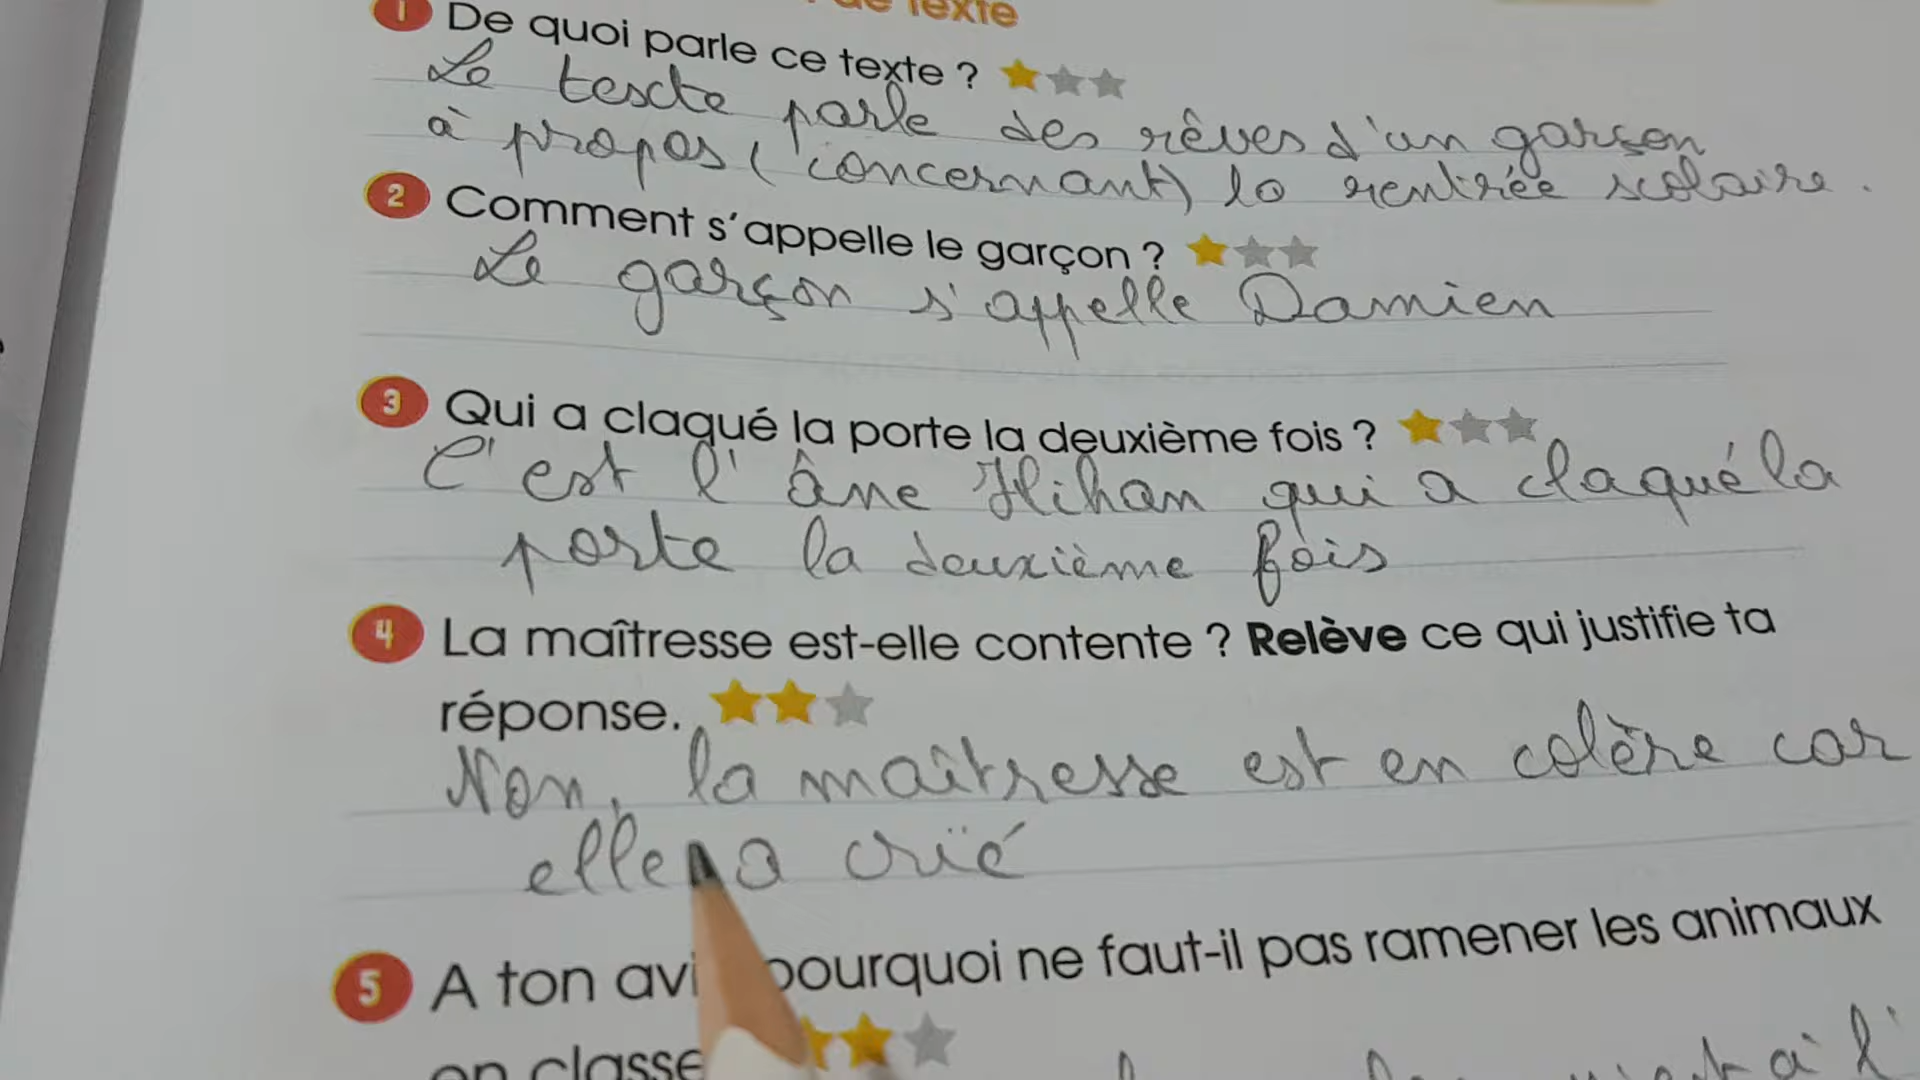 de Texte
1 De quoi parle ce texte ?
Le texte parle des rêves d'un garçon
à propos (concernant) la rentrée scolaire.
2 Comment s'appelle le garçon ?
Le garçon s'appelle Damien
3 Qui a claqué la porte la deuxième fois ?
C'est l'âne Hihan qui a claqué la
porte la deuxième fois
4 La maîtresse est-elle contente ? Relève ce qui justifie ta
réponse.
Non, la maîtresse est en colère car
elle a crié
5 A ton avi pourquoi ne faut-il pas ramener les animaux
en classe
à l'